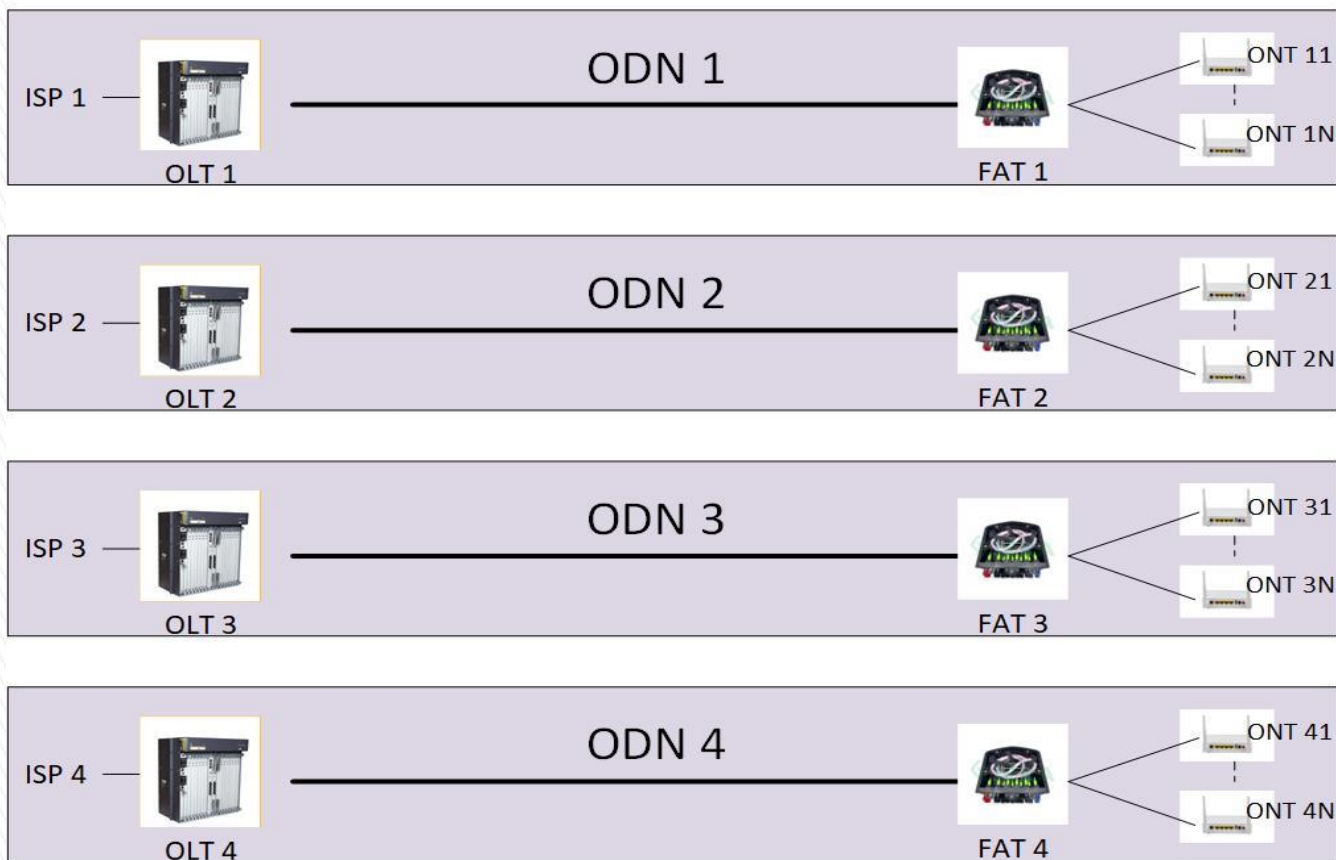 ODN 1
ISP 1
OLT 1
FAT 1
ONT 11
ONT 1N
ODN 2
ISP 2
OLT 2
FAT 2
ONT 21
ONT 2N
ODN 3
ISP 3
OLT 3
FAT 3
ONT 31
ONT 3N
ODN 4
ISP 4
OLT 4
FAT 4
ONT 41
ONT 4N